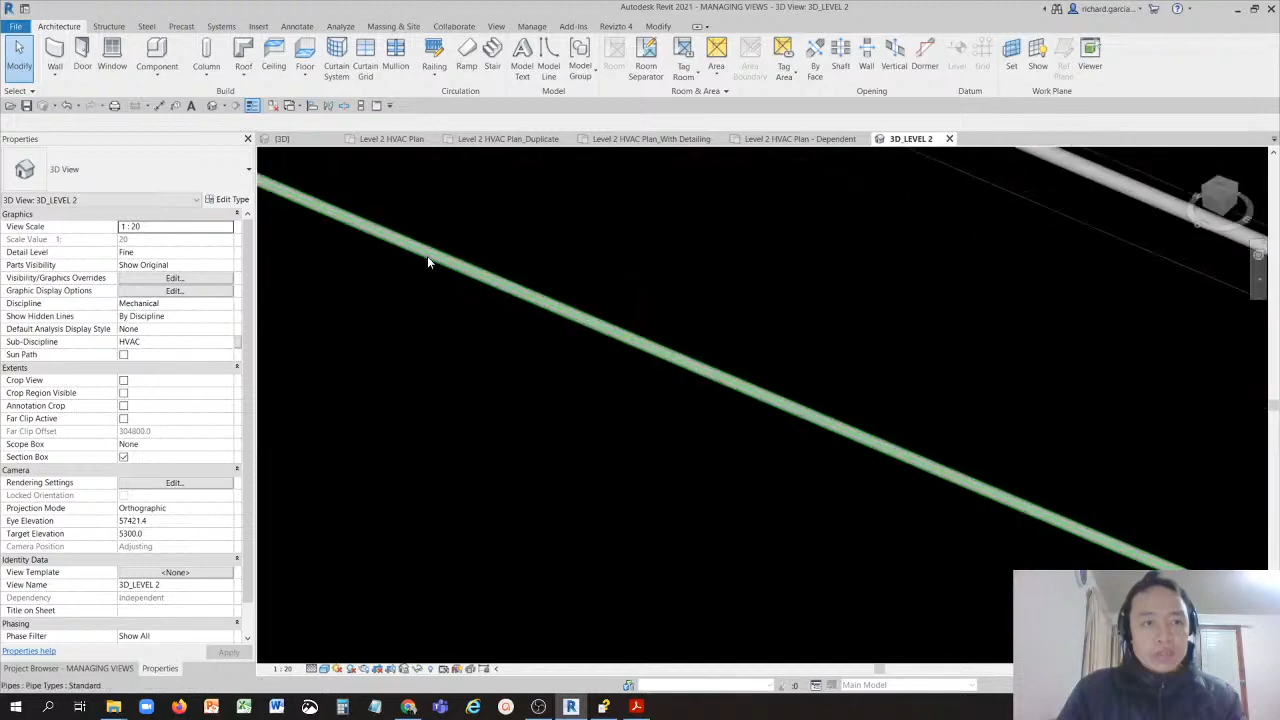 Autodesk Revit 2021 - MANAGING VIEWS - 3D View: 3D_LEVEL 2
richard.garcia...
File Architecture Structure Steel Precast Systems Insert Annotate Analyze Massing & Site Collaborate View Manage Add-Ins Revizto 4 Modify
Modify Wall Door Window Component Column Roof Ceiling Floor Curtain System Curtain Grid Mullion Railing Ramp Stair Model Text Model Line Model Group Room Room Separator Tag Room Area Area Boundary Tag Area By Face Shaft Wall Vertical Dormer Level Grid Set Show Ref Plane Viewer
Select Build Circulation Model Room & Area Opening Datum Work Plane
Properties
[3D] Level 2 HVAC Plan Level 2 HVAC Plan_Duplicate Level 2 HVAC Plan_With Detailing Level 2 HVAC Plan - Dependent 3D_LEVEL 2
3D View
3D View: 3D_LEVEL 2 Edit Type
Graphics
View Scale 1 : 20
Scale Value 1: 20
Detail Level Fine
Parts Visibility Show Original
Visibility/Graphics Overrides Edit...
Graphic Display Options Edit...
Discipline Mechanical
Show Hidden Lines By Discipline
Default Analysis Display Style None
Sub-Discipline HVAC
Sun Path
Extents
Crop View
Crop Region Visible
Annotation Crop
Far Clip Active
Far Clip Offset 304800.0
Scope Box None
Section Box
Camera
Rendering Settings Edit...
Locked Orientation
Projection Mode Orthographic
Eye Elevation 57421.4
Target Elevation 5300.0
Camera Position Adjusting
Identity Data
View Template <None>
View Name 3D_LEVEL 2
Dependency Independent
Title on Sheet
Phasing
Phase Filter Show All
Properties help Apply
Project Browser - MANAGING VIEWS Properties
1 : 20
Pipes : Pipe Types : Standard
:0 Main Model